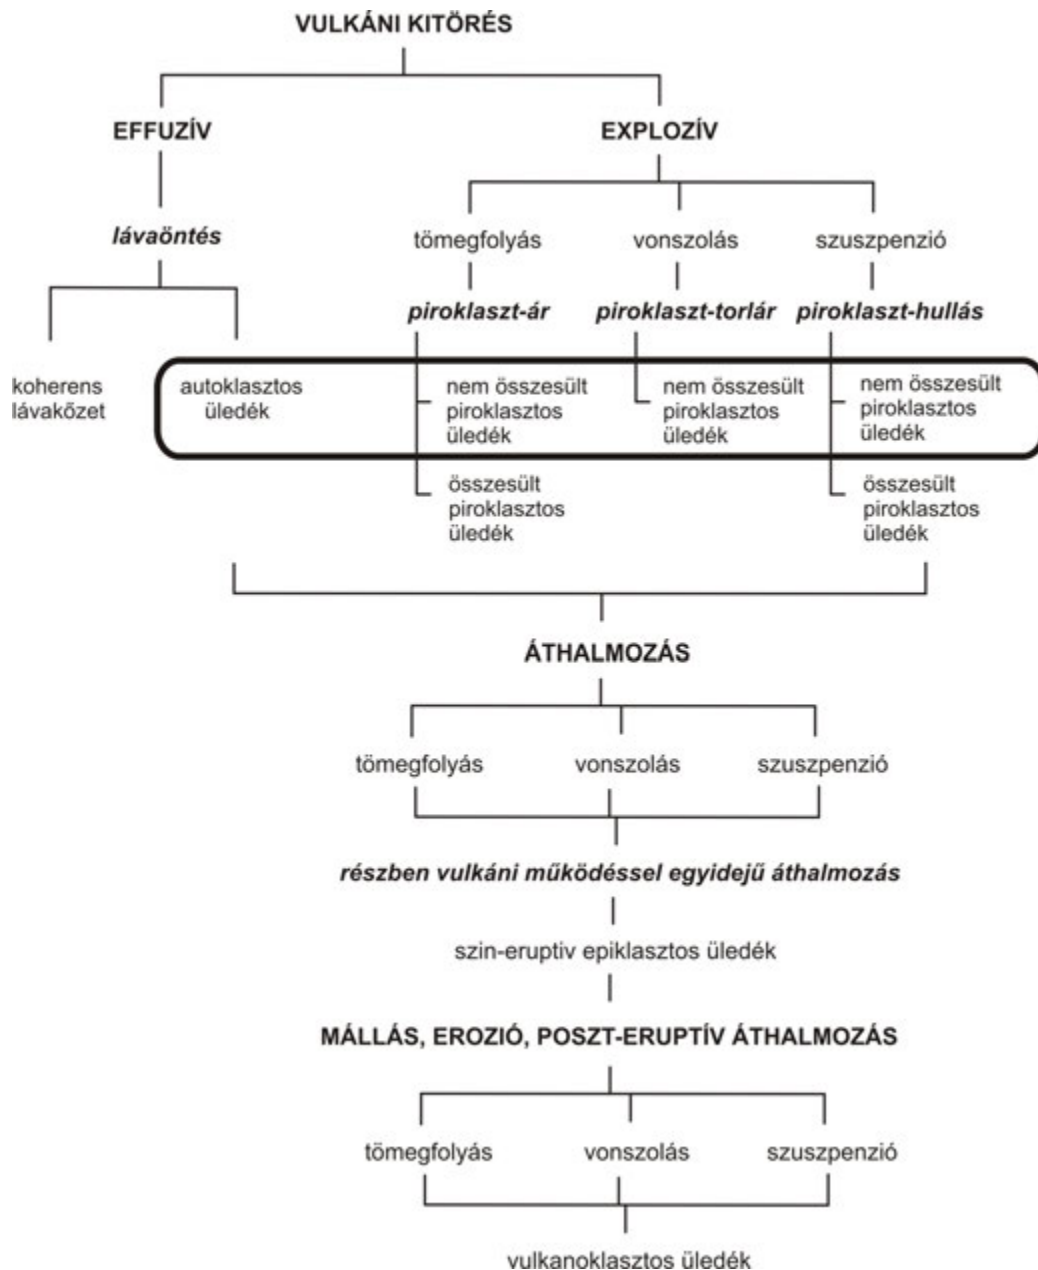 VULKÁNI KITÖRÉS
EFFUZÍV
EXPLOZÍV
lávaöntés
tömegfolyás
vonszolás
szuszpenzió
piroklaszt-ár
piroklaszt-torlár
piroklaszt-hullás
koherens
lávakőzet
autoklasztos
üledék
nem összesült
piroklasztos
üledék
nem összesült
piroklasztos
üledék
nem összesült
piroklasztos
üledék
összesült
piroklasztos
üledék
összesült
piroklasztos
üledék
ÁTHALMOZÁS
tömegfolyás
vonszolás
szuszpenzió
részben vulkáni működéssel egyidejű áthalmozás
szin-eruptiv epiklasztos üledék
MÁLLÁS, EROZIÓ, POSZT-ERUPTÍV ÁTHALMOZÁS
tömegfolyás
vonszolás
szuszpenzió
vulkanoklasztos üledék